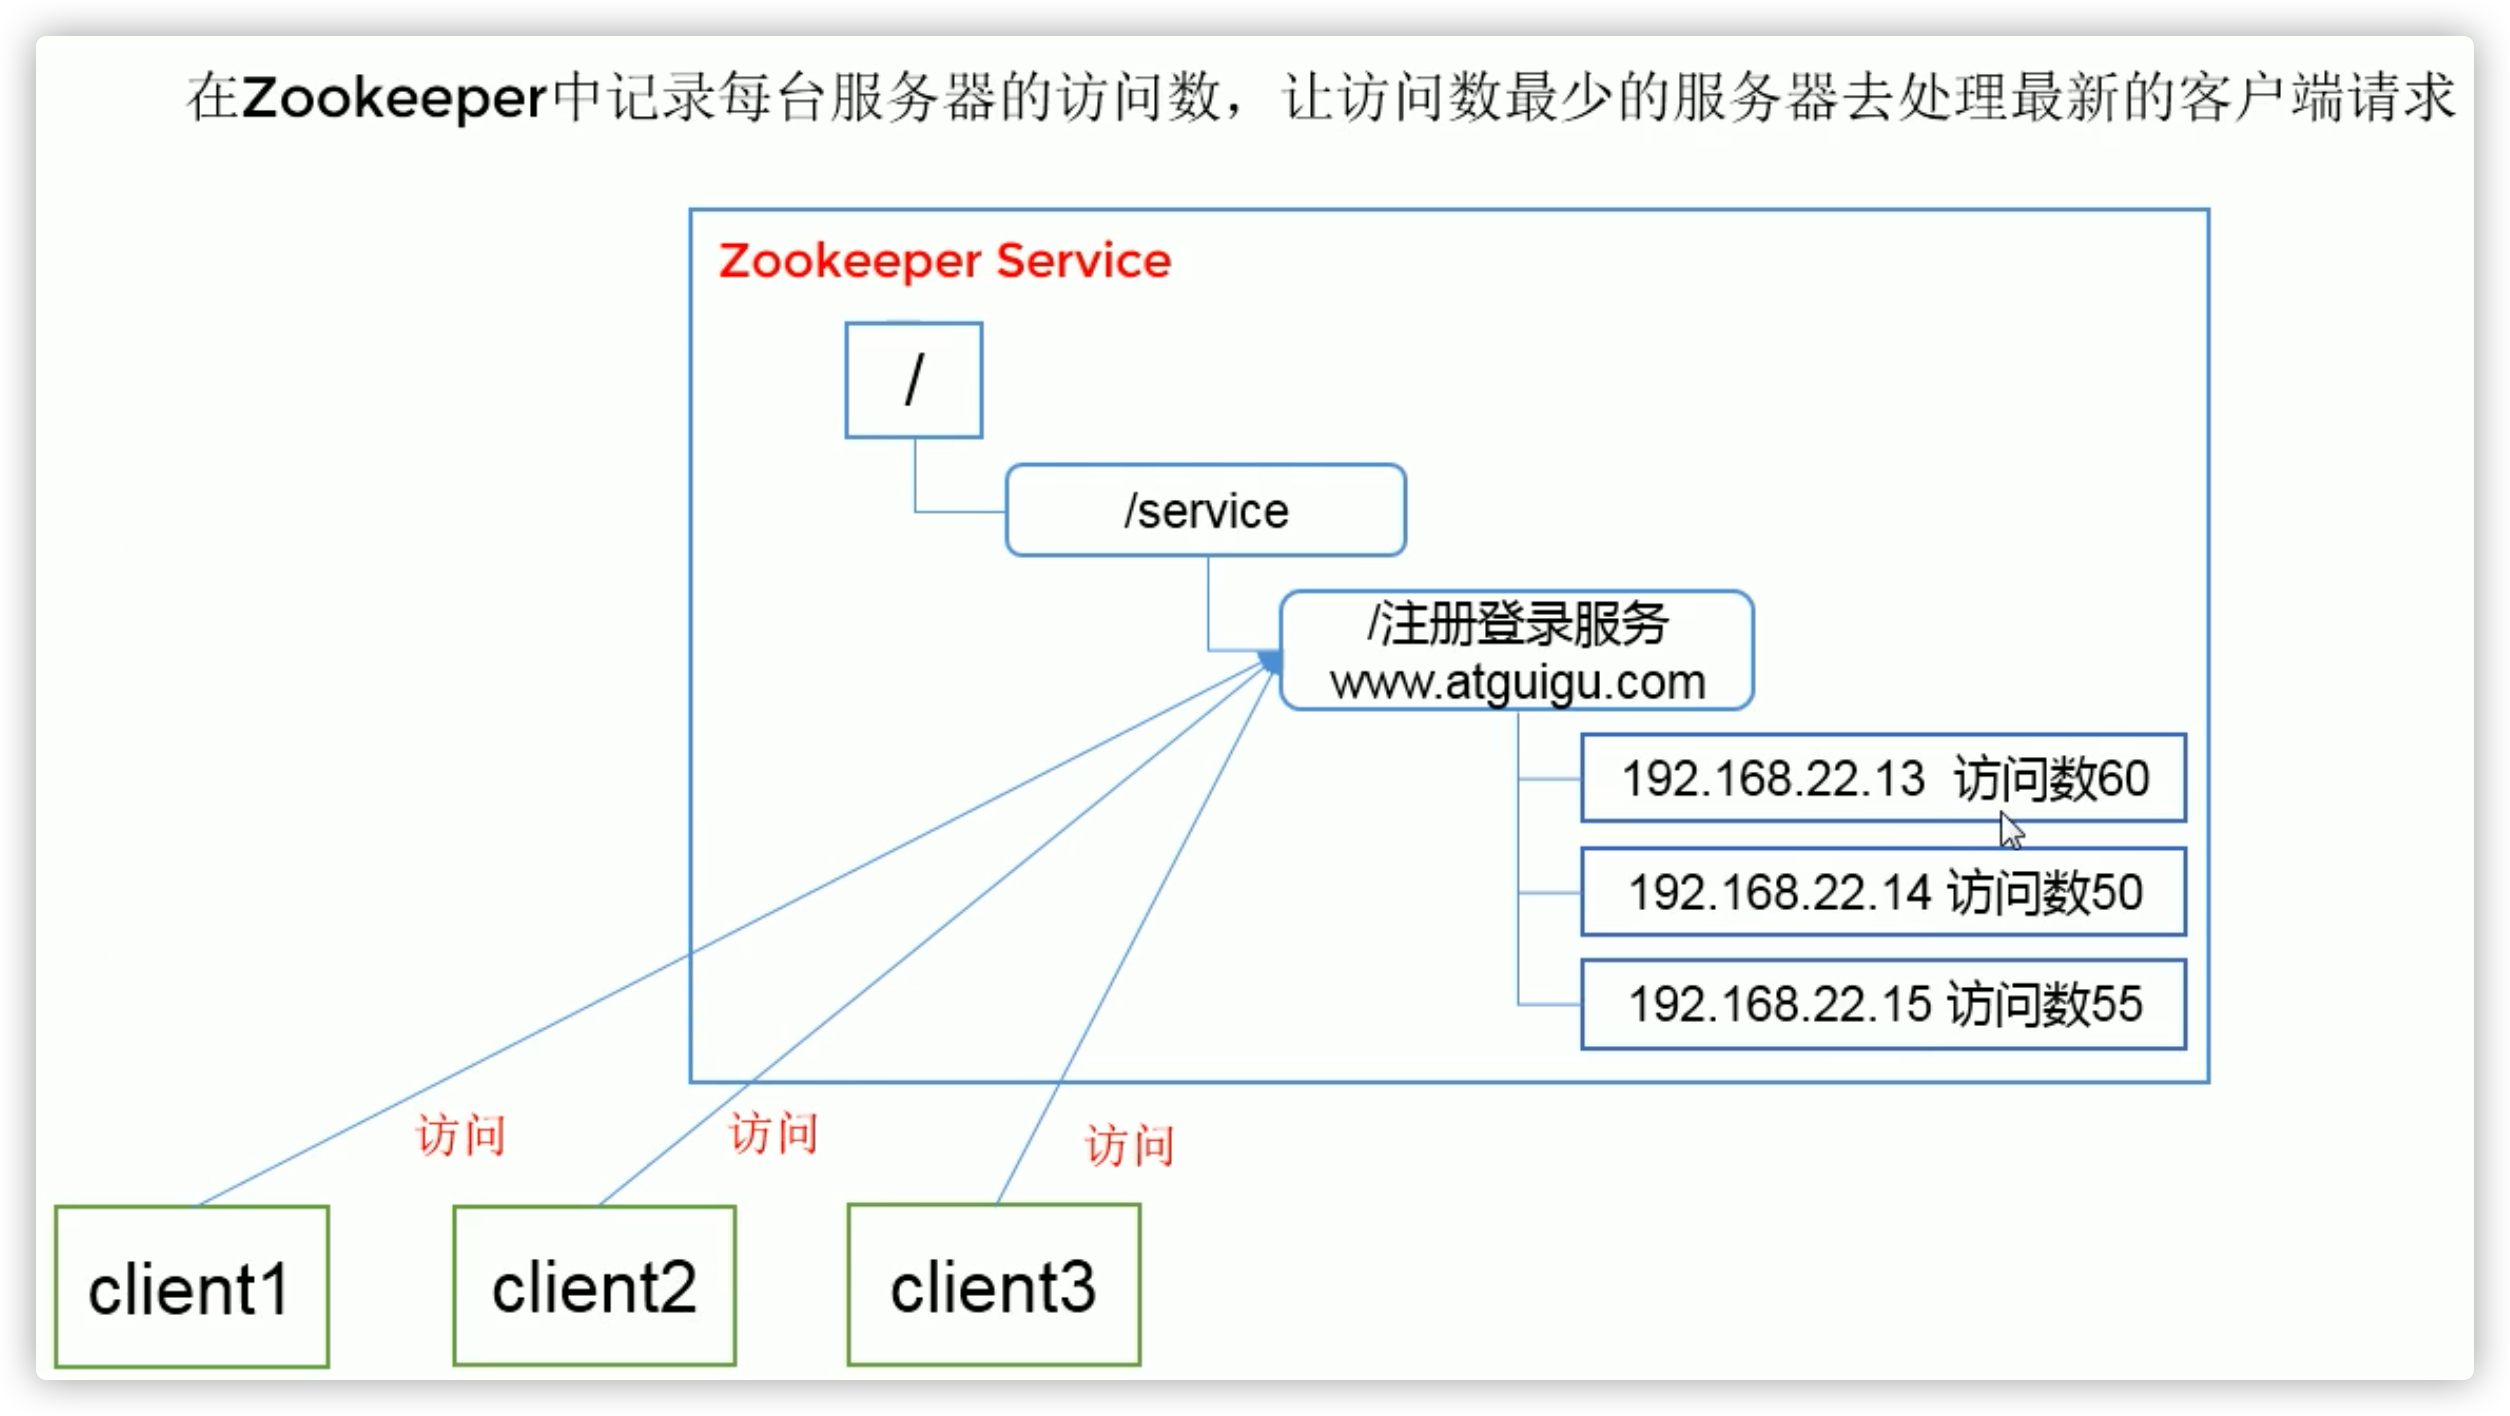 在Zookeeper中记录每台服务器的访问数，让访问数最少的服务器去处理最新的客户端请求
Zookeeper Service
/
/service
/注册登录服务
www.atguigu.com
192.168.22.13 访问数60
192.168.22.14 访问数50
192.168.22.15 访问数55
访问
访问
访问
client1
client2
client3